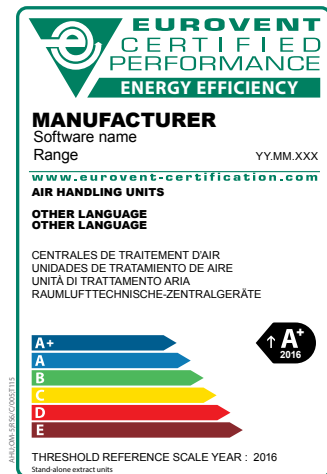 EUROVENT
CERTIFIED
PERFORMANCE
ENERGY EFFICIENCY
MANUFACTURER
Software name
Range YY.MM.XXX
www.eurovent-certification.com
AIR HANDLING UNITS
OTHER LANGUAGE
OTHER LANGUAGE
CENTRALES DE TRAITEMENT D'AIR
UNIDADES DE TRATAMIENTO DE AIRE
UNITÀ DI TRATTAMENTO ARIA
RAUMLUFTTECHNISCHE-ZENTRALGERÄTE
A+
A
B
C
D
E
A+
2016
THRESHOLD REFERENCE SCALE YEAR : 2016
Stand-alone extract units